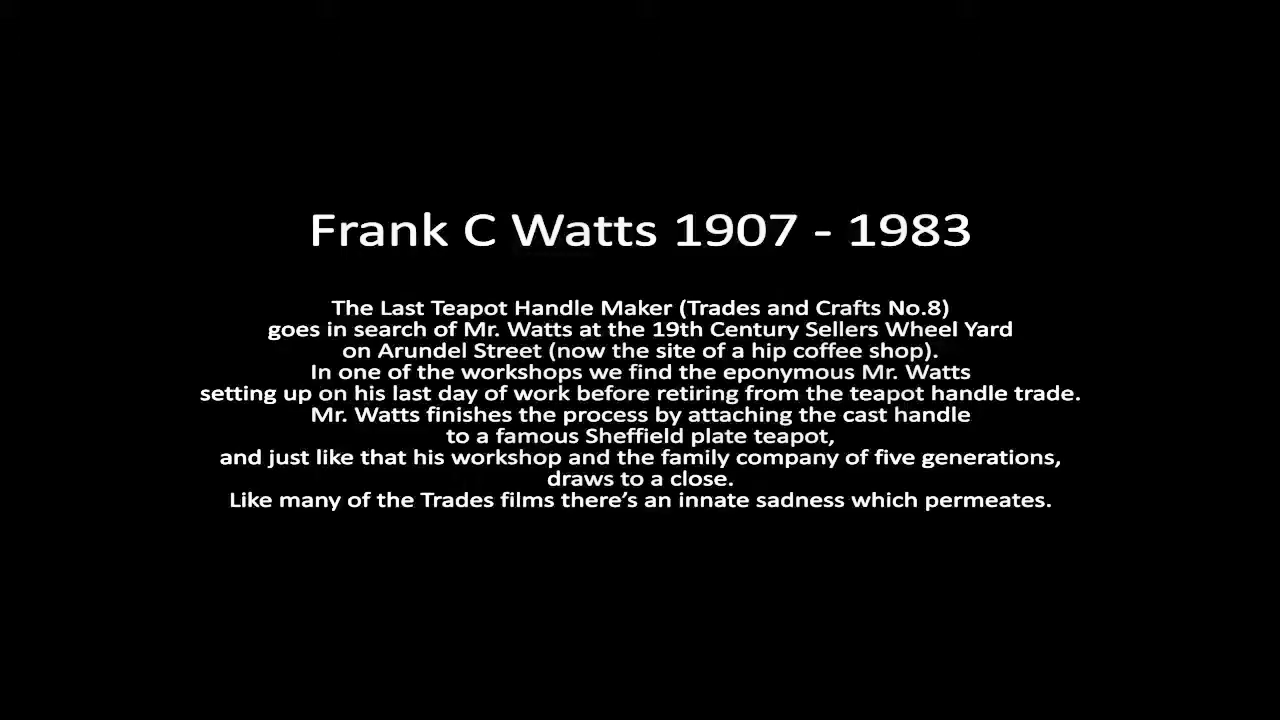 Frank C Watts 1907 - 1983
The Last Teapot Handle Maker (Trades and Crafts No.8)
goes in search of Mr. Watts at the 19th Century Sellers Wheel Yard
on Arundel Street (now the site of a hip coffee shop).
In one of the workshops we find the eponymous Mr. Watts
setting up on his last day of work before retiring from the teapot handle trade.
Mr. Watts finishes the process by attaching the cast handle
to a famous Sheffield plate teapot,
and just like that his workshop and the family company of five generations,
draws to a close.
Like many of the Trades films there’s an innate sadness which permeates.